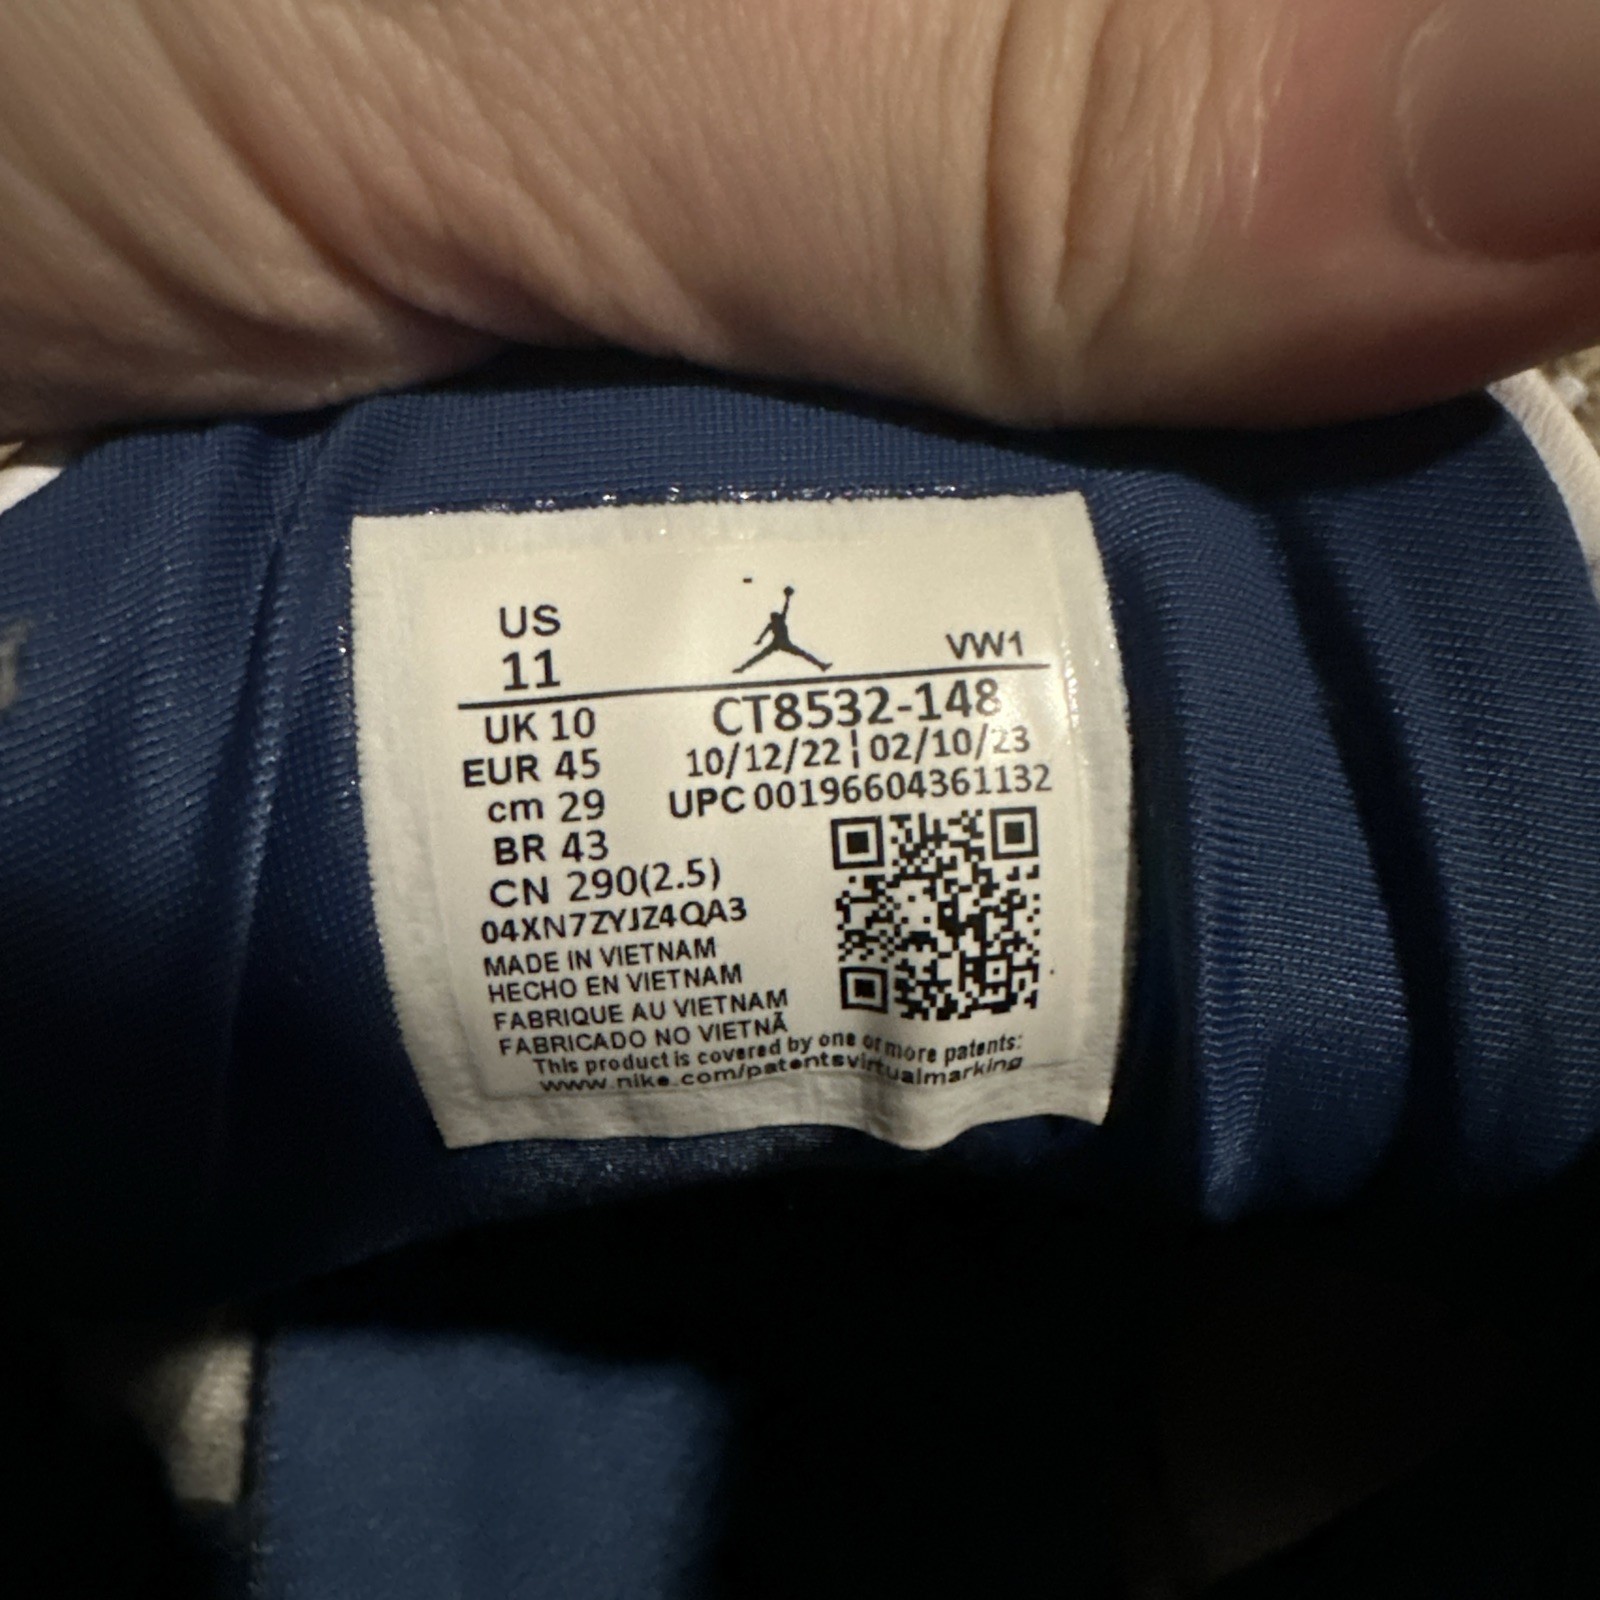 US
11
VW1
UK 10
EUR 45
cm 29
BR 43
CN 290(2.5)
CT8532-148
10/12/22 ¦ 02/10/23
UPC 00196604361132
04XN7ZYJZ4QA3
MADE IN VIETNAM
HECHO EN VIETNAM
FABRIQUE AU VIETNAM
FABRICADO NO VIETNÃ
This product is covered by one or more patents:
www.nike.com/patentsvirtualmarking